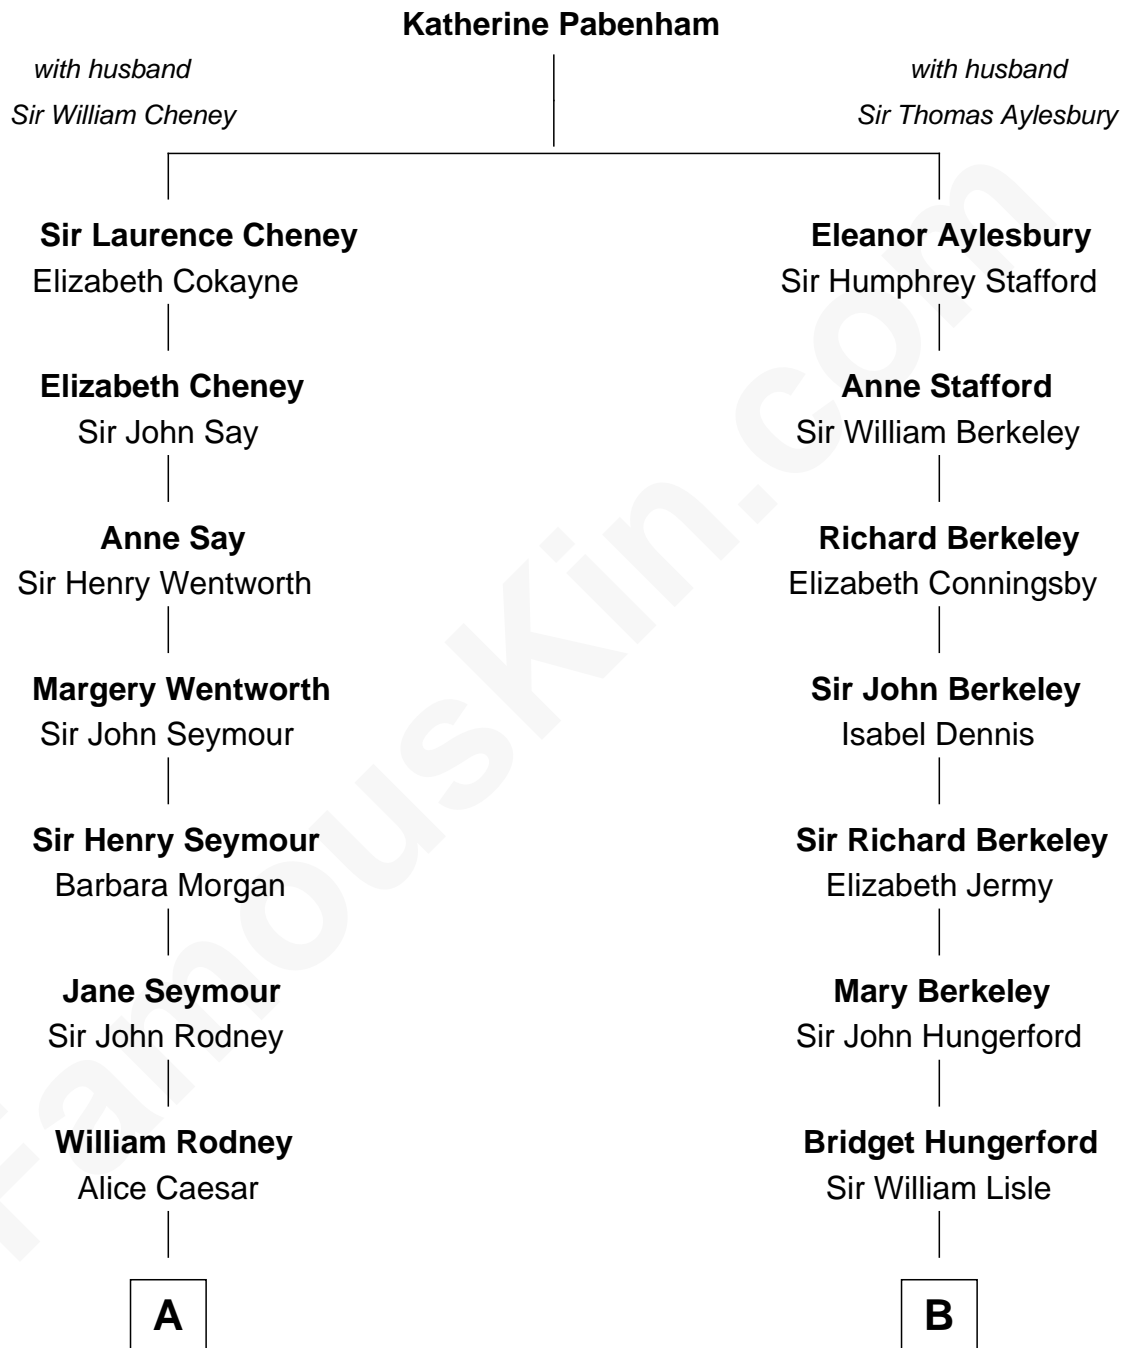 Katherine Pabenham
with husband
Sir William Cheney
with husband
Sir Thomas Aylesbury
Sir Laurence Cheney
Elizabeth Cokayne
Eleanor Aylesbury
Sir Humphrey Stafford
Elizabeth Cheney
Sir John Say
Anne Stafford
Sir William Berkeley
Anne Say
Sir Henry Wentworth
Richard Berkeley
Elizabeth Conningsby
Margery Wentworth
Sir John Seymour
Sir John Berkeley
Isabel Dennis
Sir Henry Seymour
Barbara Morgan
Sir Richard Berkeley
Elizabeth Jermy
Jane Seymour
Sir John Rodney
Mary Berkeley
Sir John Hungerford
William Rodney
Alice Caesar
Bridget Hungerford
Sir William Lisle
A
B
FamousKin.com